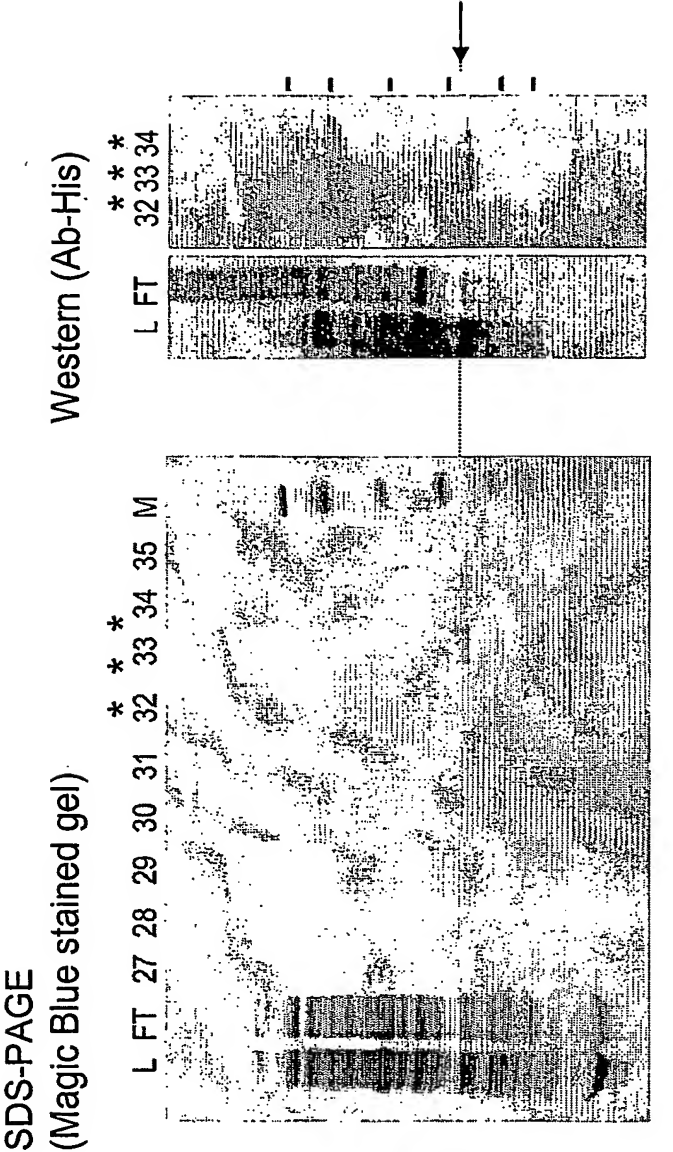 SDS-PAGE
(Magic Blue stained gel)
* * *
L FT 27 28 29 30 31 32 33 34 35 M
Western (Ab-His)
* * *
L FT 32 33 34